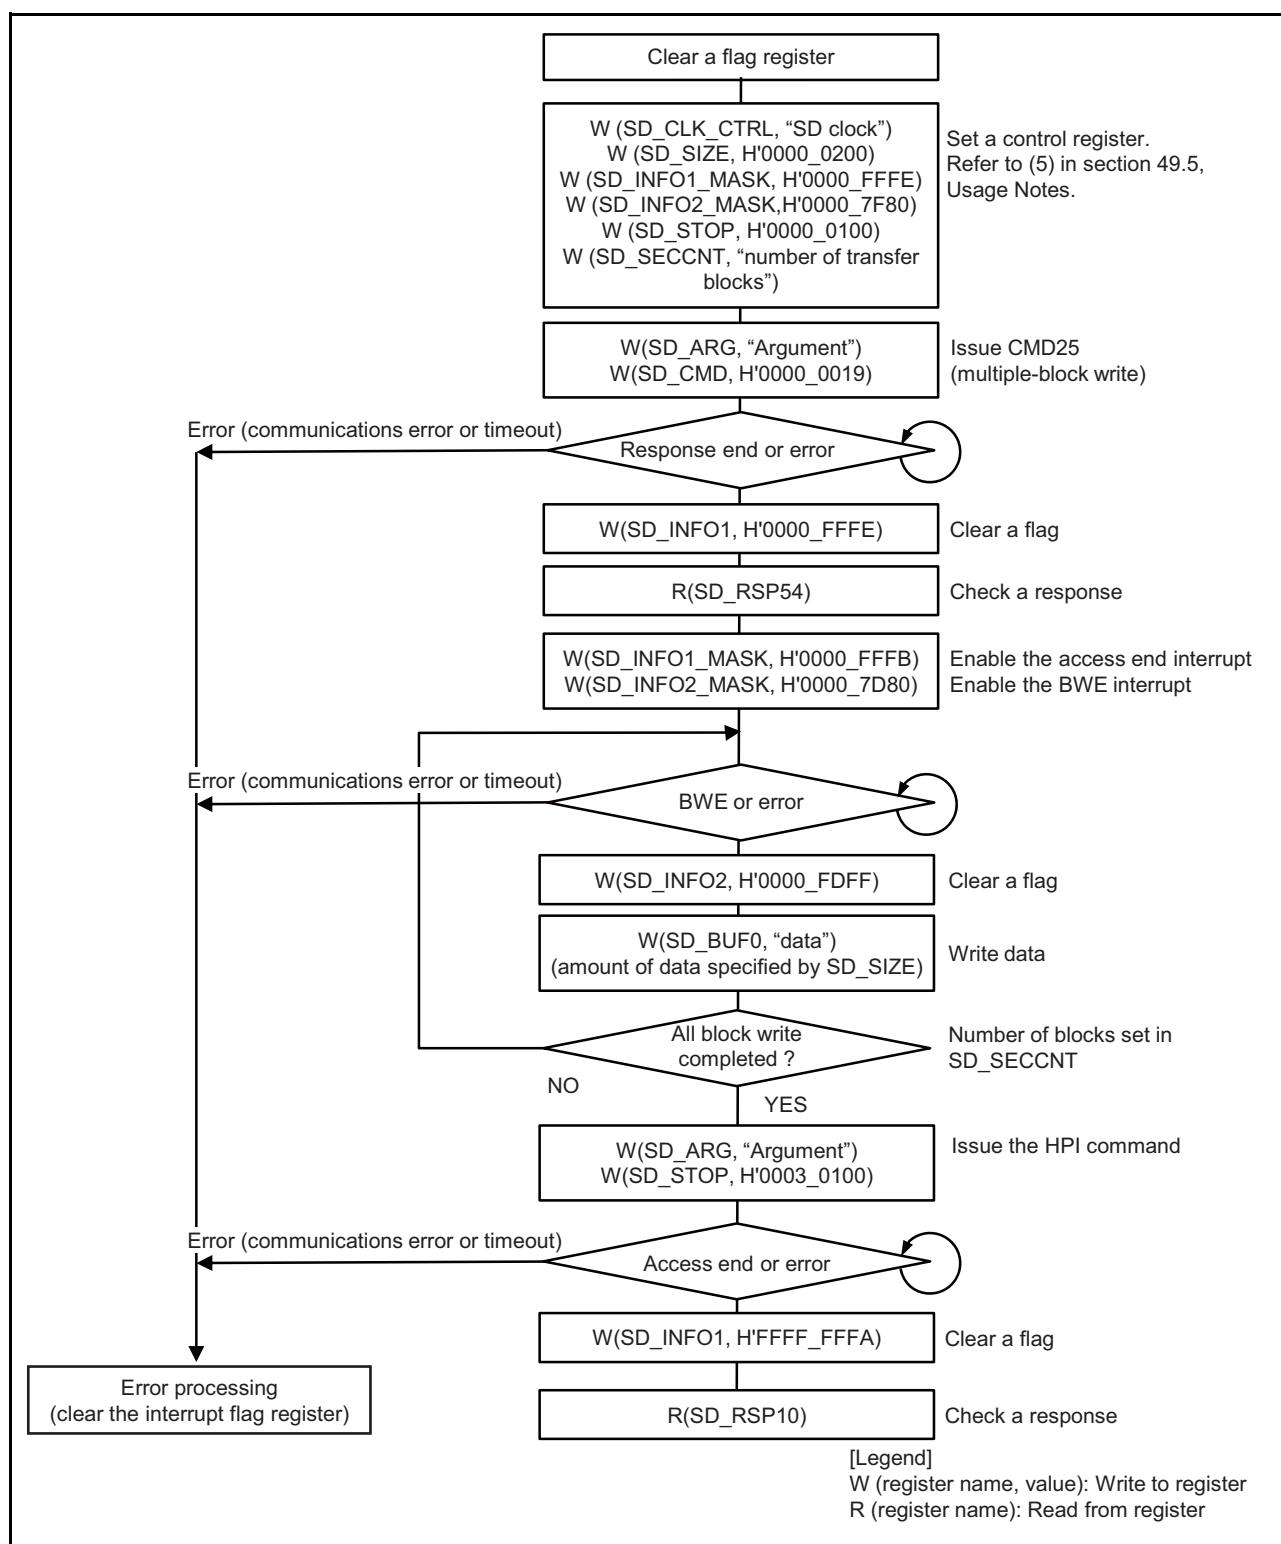 Clear a flag register
W (SD_CLK_CTRL, “SD clock”)
W (SD_SIZE, H'0000_0200)
W (SD_INFO1_MASK, H'0000_FFFE)
W (SD_INFO2_MASK,H'0000_7F80)
W (SD_STOP, H'0000_0100)
W (SD_SECCNT, “number of transfer
blocks”)
Set a control register.
Refer to (5) in section 49.5,
Usage Notes.
W(SD_ARG, “Argument”)
W(SD_CMD, H'0000_0019)
Issue CMD25
(multiple-block write)
Error (communications error or timeout)
Response end or error
W(SD_INFO1, H'0000_FFFE)
Clear a flag
R(SD_RSP54)
Check a response
W(SD_INFO1_MASK, H'0000_FFFB)
W(SD_INFO2_MASK, H'0000_7D80)
Enable the access end interrupt
Enable the BWE interrupt
Error (communications error or timeout)
BWE or error
W(SD_INFO2, H'0000_FDFF)
Clear a flag
W(SD_BUF0, “data”)
(amount of data specified by SD_SIZE)
Write data
All block write
completed ?
Number of blocks set in
SD_SECCNT
NO
YES
W(SD_ARG, “Argument”)
W(SD_STOP, H'0003_0100)
Issue the HPI command
Error (communications error or timeout)
Access end or error
W(SD_INFO1, H'FFFF_FFFA)
Clear a flag
Error processing
(clear the interrupt flag register)
R(SD_RSP10)
Check a response
[Legend]
W (register name, value): Write to register
R (register name): Read from register